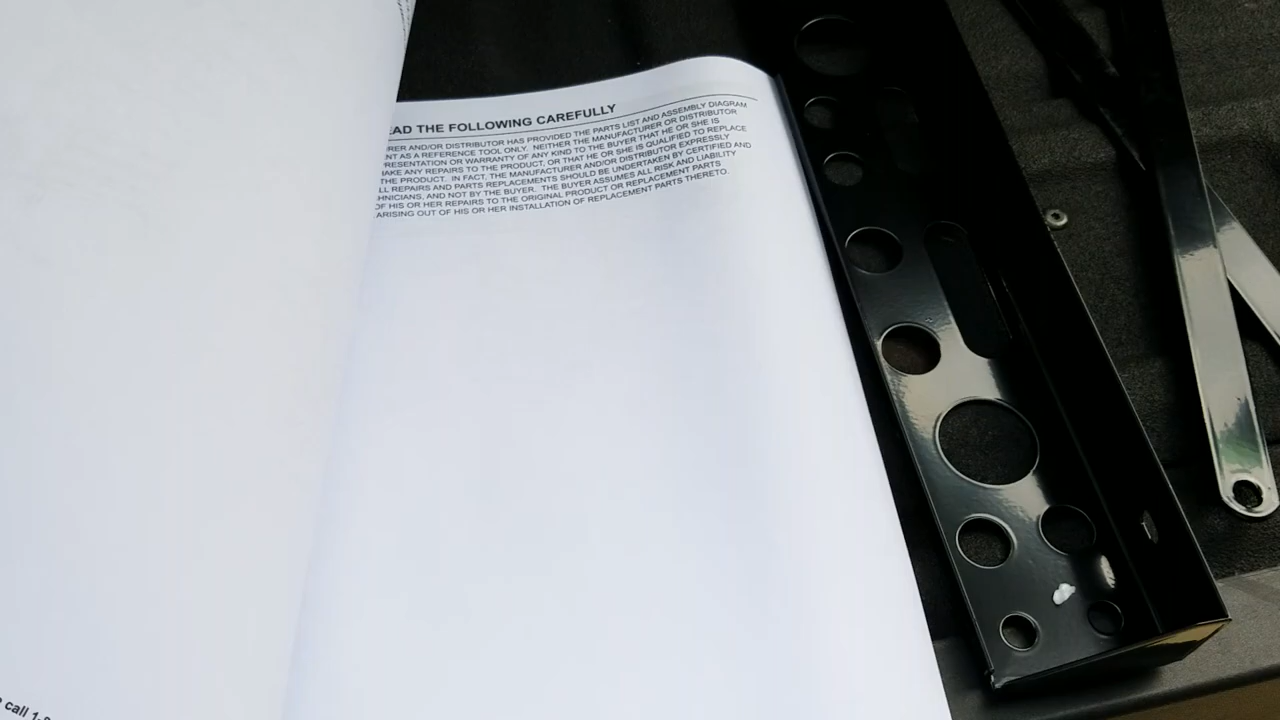 EAD THE FOLLOWING CAREFULLY
RER AND/OR DISTRIBUTOR HAS PROVIDED THE PARTS LIST AND ASSEMBLY DIAGRAM
NT AS A REFERENCE TOOL ONLY. NEITHER THE MANUFACTURER OR DISTRIBUTOR
RESENTATION OR WARRANTY OF ANY KIND TO THE BUYER THAT HE OR SHE IS
AKE ANY REPAIRS TO THE PRODUCT, OR THAT HE OR SHE IS QUALIFIED TO REPLACE
THE PRODUCT. IN FACT, THE MANUFACTURER AND/OR DISTRIBUTOR EXPRESSLY
LL REPAIRS AND PARTS REPLACEMENTS SHOULD BE UNDERTAKEN BY CERTIFIED AND
HNICIANS, AND NOT BY THE BUYER. THE BUYER ASSUMES ALL RISK AND LIABILITY
OF HIS OR HER REPAIRS TO THE ORIGINAL PRODUCT OR REPLACEMENT PARTS
ARISING OUT OF HIS OR HER INSTALLATION OF REPLACEMENT PARTS THERETO.
call 1-